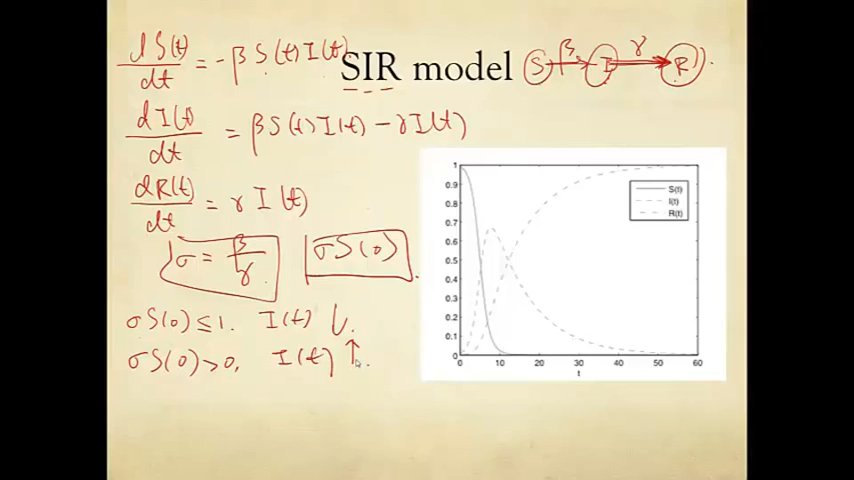 dS(t)/dt = -β S(t) I(t)
SIR model
S β I γ R
dI(t)/dt = βS(t)I(t) - γI(t)
dR(t)/dt = γ I(t)
σ = β/γ
σS(0)
σS(0) ≤ 1. I(t) ↓.
σS(0) > 0, I(t) ↑.
1
0.9
0.8
0.7
0.6
0.5
0.4
0.3
0.2
0.1
0
0 10 20 30 40 50 60
t
S(t)
I(t)
R(t)